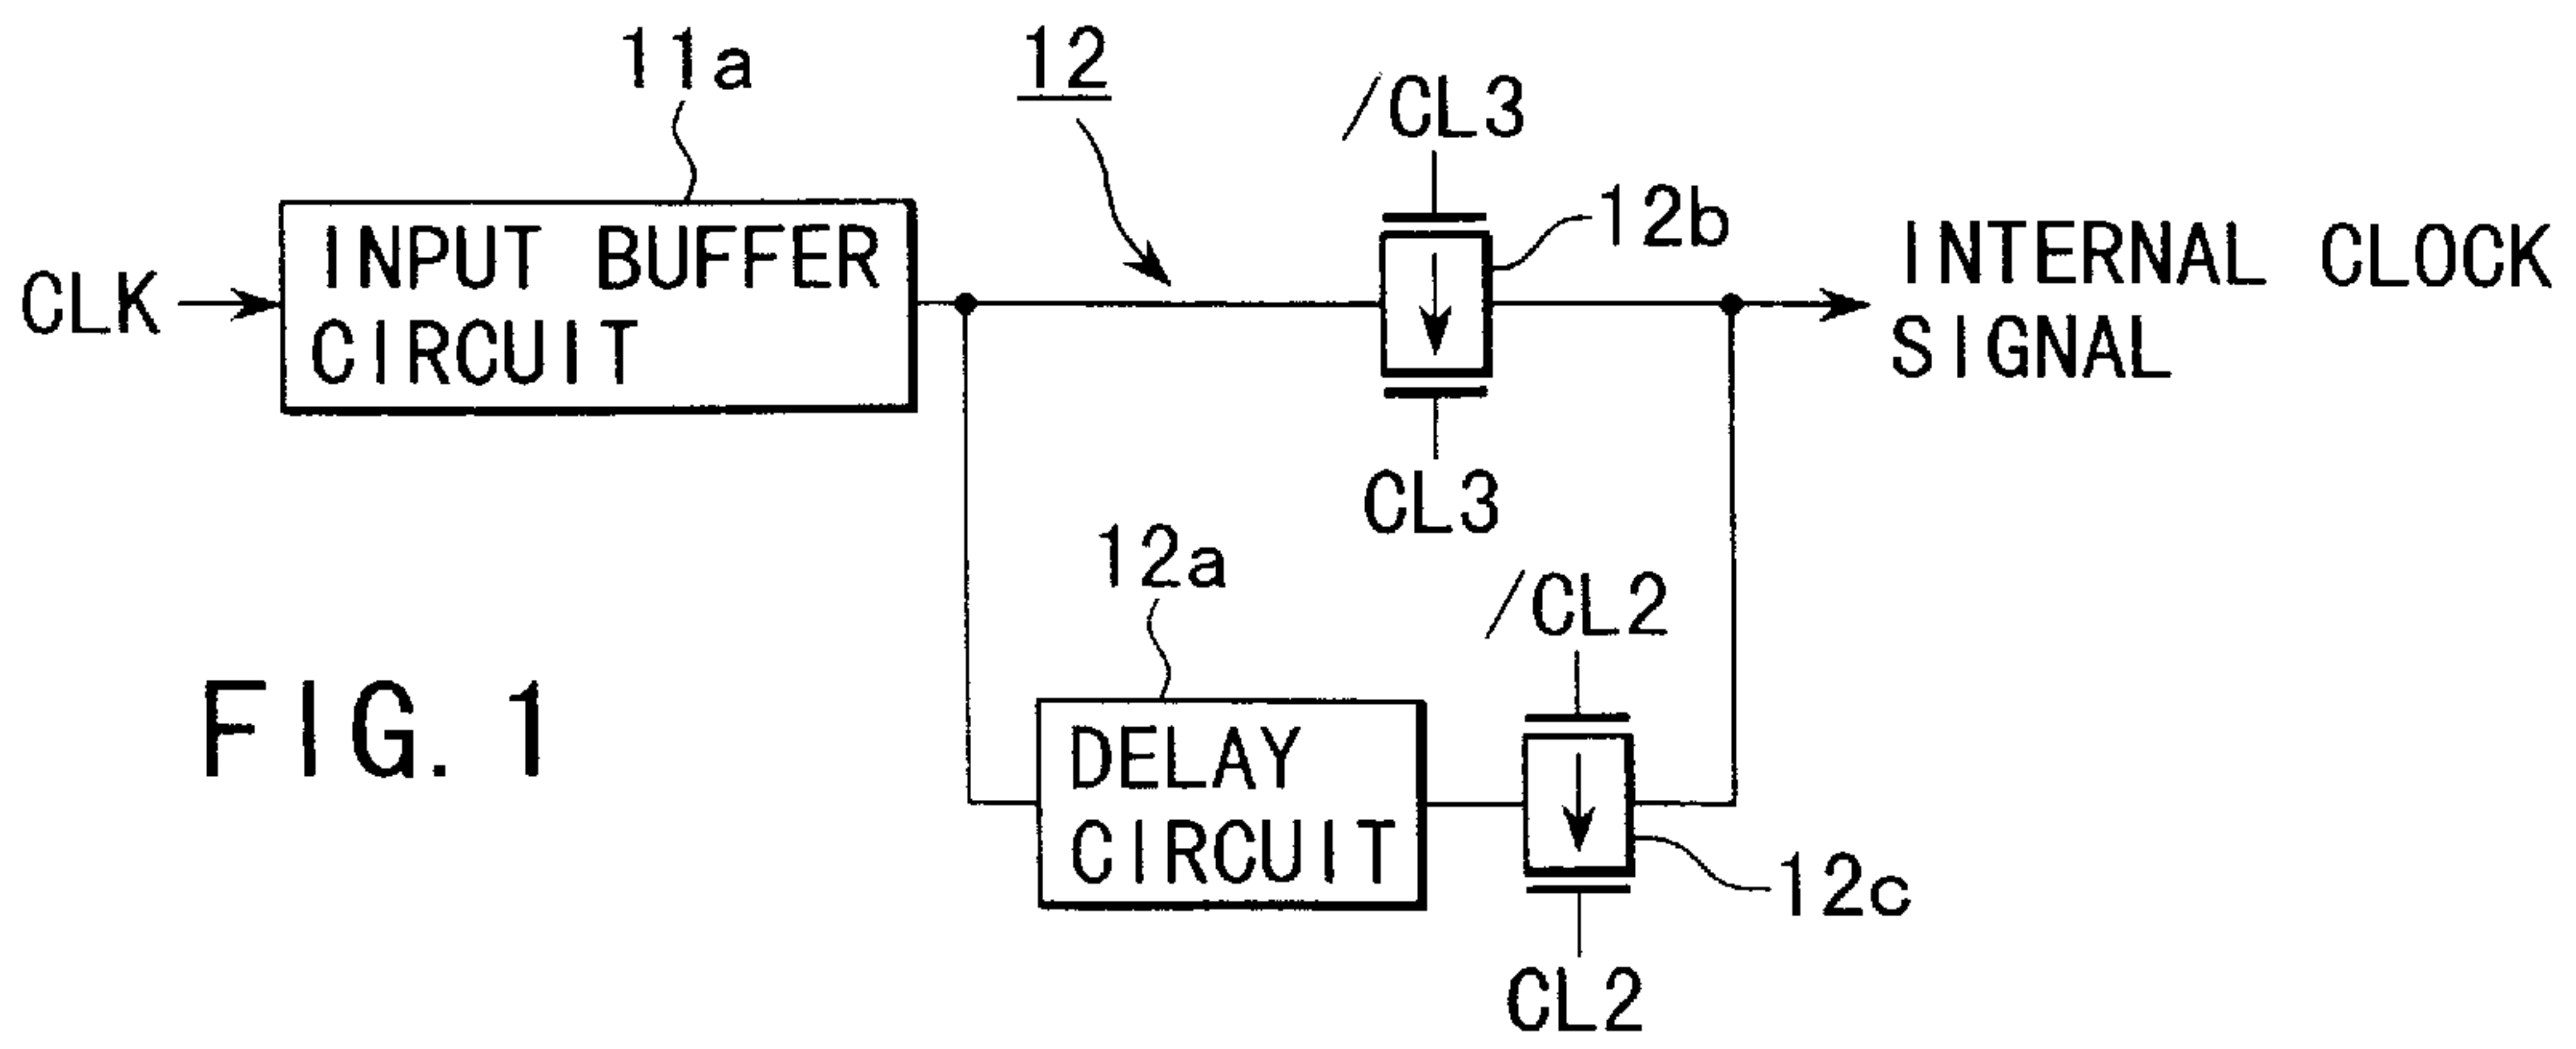 11a
12
/CL3
12b
CLK
INPUT BUFFER
CIRCUIT
INTERNAL CLOCK
SIGNAL
CL3
12a
/CL2
DELAY
CIRCUIT
12c
CL2
FIG. 1